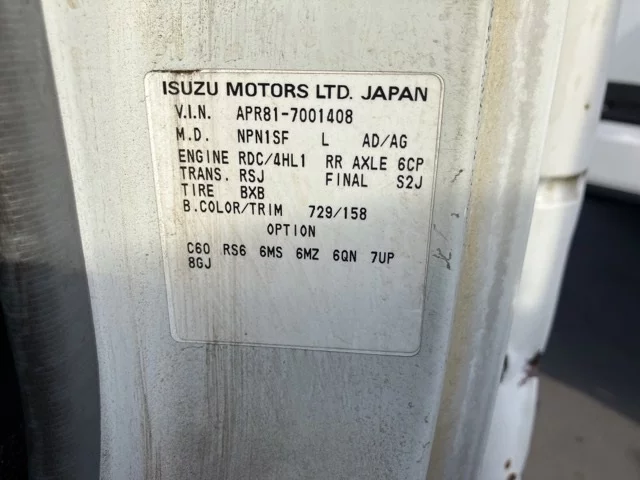 ISUZU MOTORS LTD. JAPAN
V.I.N. APR81-7001408
M.D. NPN1SF L AD/AG
ENGINE RDC/4HL1 RR AXLE 6CP
TRANS. RSJ FINAL S2J
TIRE BXB
B.COLOR/TRIM 729/158
OPTION
C60 RS6 6MS 6MZ 6QN 7UP
8GJ